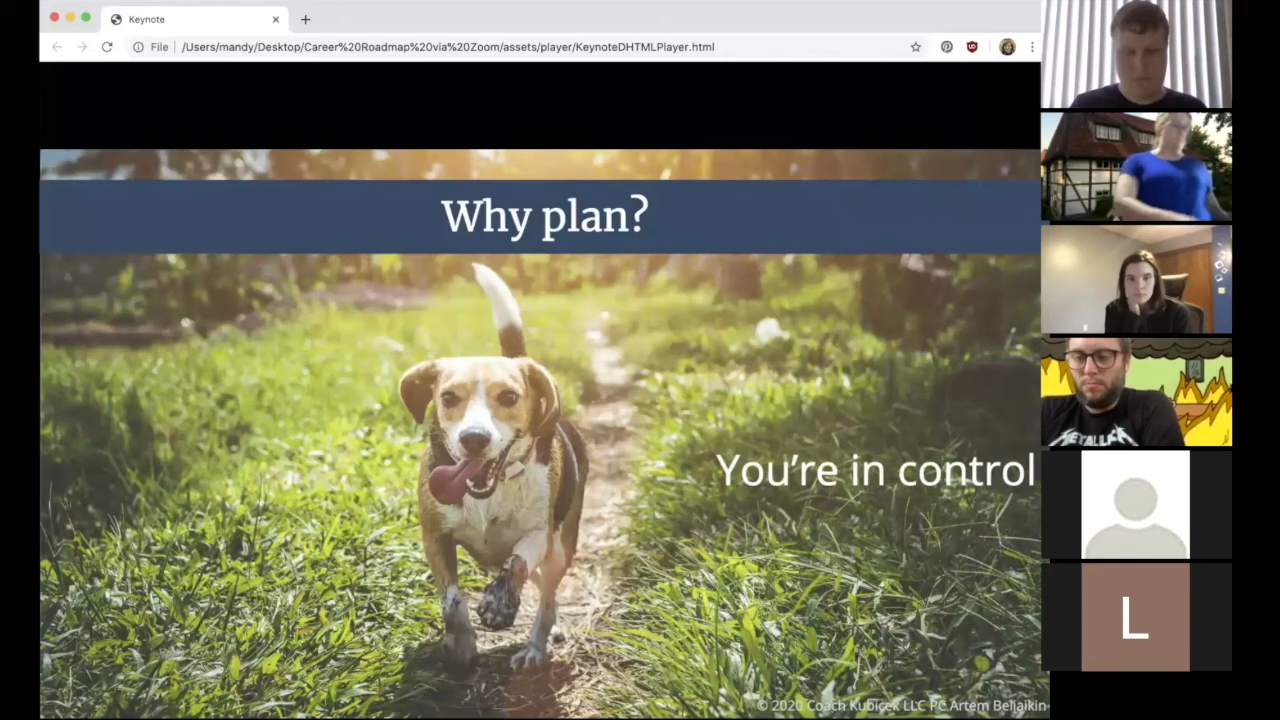 Keynote
File
/Users/mandy/Desktop/Career%20Roadmap%20via%20Zoom/assets/player/KeynoteDHTMLPlayer.html
Why plan?
You're in control
METALLICA
L
© 2020 Coach Kubicek LLC PC Artem Beliaikin